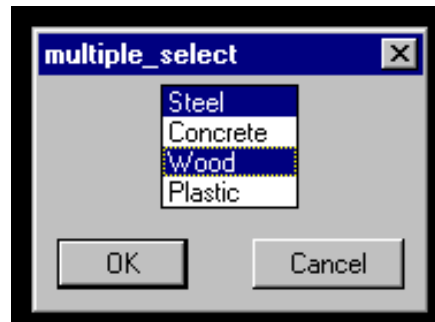 multiple_select
Steel
Concrete
Wood
Plastic
OK Cancel